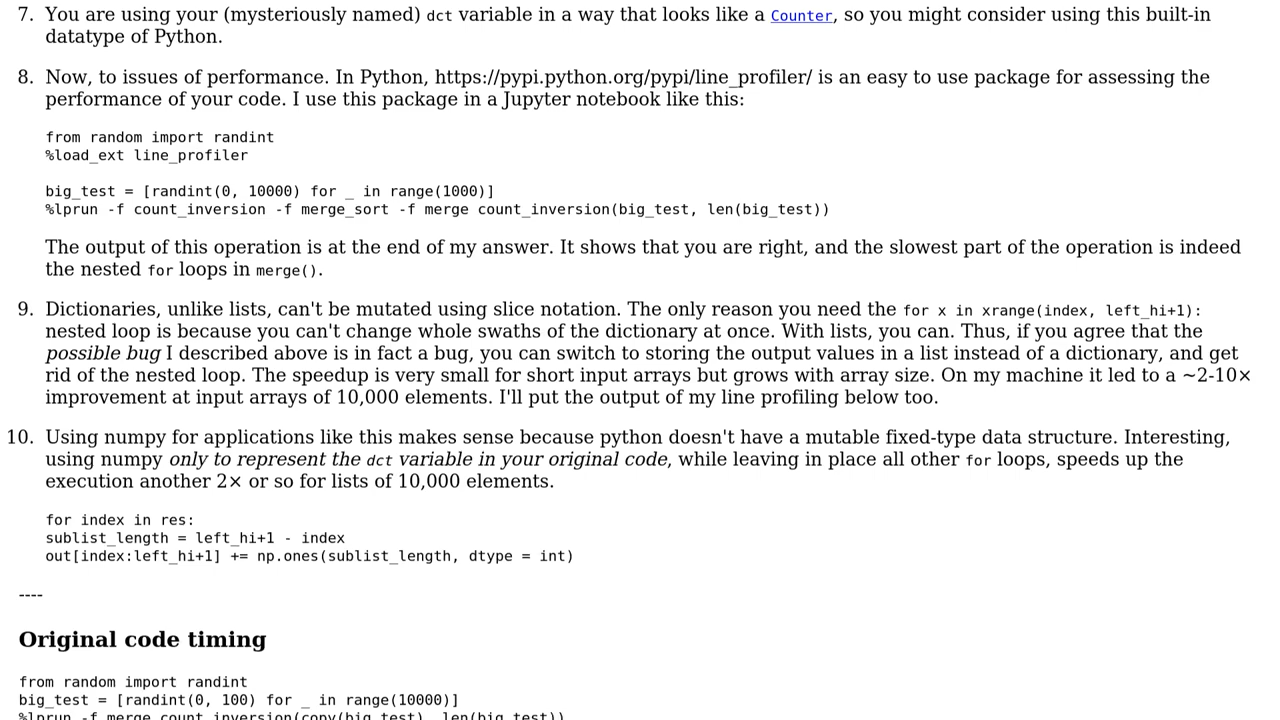 7. You are using your (mysteriously named) dct variable in a way that looks like a Counter, so you might consider using this built-in
datatype of Python.
8. Now, to issues of performance. In Python, https://pypi.python.org/pypi/line_profiler/ is an easy to use package for assessing the
performance of your code. I use this package in a Jupyter notebook like this:
from random import randint
%load_ext line_profiler
big_test = [randint(0, 10000) for _ in range(1000)]
%lprun -f count_inversion -f merge_sort -f merge count_inversion(big_test, len(big_test))
The output of this operation is at the end of my answer. It shows that you are right, and the slowest part of the operation is indeed
the nested for loops in merge().
9. Dictionaries, unlike lists, can't be mutated using slice notation. The only reason you need the for x in xrange(index, left_hi+1):
nested loop is because you can't change whole swaths of the dictionary at once. With lists, you can. Thus, if you agree that the
possible bug I described above is in fact a bug, you can switch to storing the output values in a list instead of a dictionary, and get
rid of the nested loop. The speedup is very small for short input arrays but grows with array size. On my machine it led to a ~2-10×
improvement at input arrays of 10,000 elements. I'll put the output of my line profiling below too.
10. Using numpy for applications like this makes sense because python doesn't have a mutable fixed-type data structure. Interesting,
using numpy only to represent the dct variable in your original code, while leaving in place all other for loops, speeds up the
execution another 2× or so for lists of 10,000 elements.
for index in res:
sublist_length = left_hi+1 - index
out[index:left_hi+1] += np.ones(sublist_length, dtype = int)
----
Original code timing
from random import randint
big_test = [randint(0, 100) for _ in range(10000)]
%lprun -f merge count_inversion(copy(big_test), len(big_test))